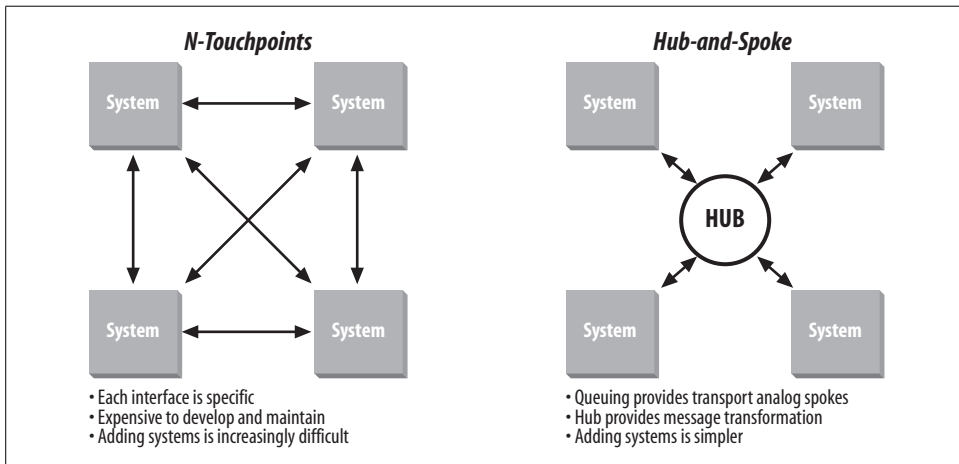 N-Touchpoints
System
System
System
System
• Each interface is specific
• Expensive to develop and maintain
• Adding systems is increasingly difficult
Hub-and-Spoke
System
System
HUB
System
System
• Queuing provides transport analog spokes
• Hub provides message transformation
• Adding systems is simpler